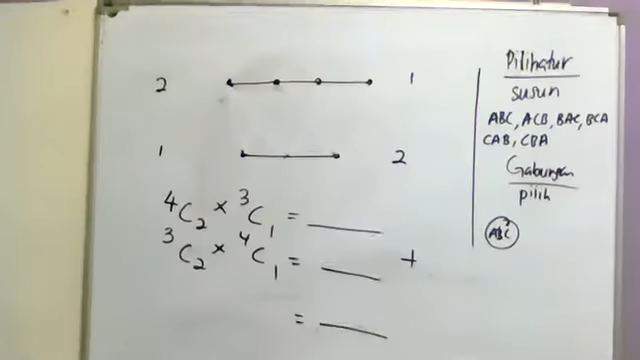 2 1
1 2
⁴C₂ × ³C₁ = ____
³C₂ × ⁴C₁ = ____ +
= ____
Pilihatur
susun
ABC, ACB, BAC, BCA
CAB, CBA
Gabungan
pilih
ABC